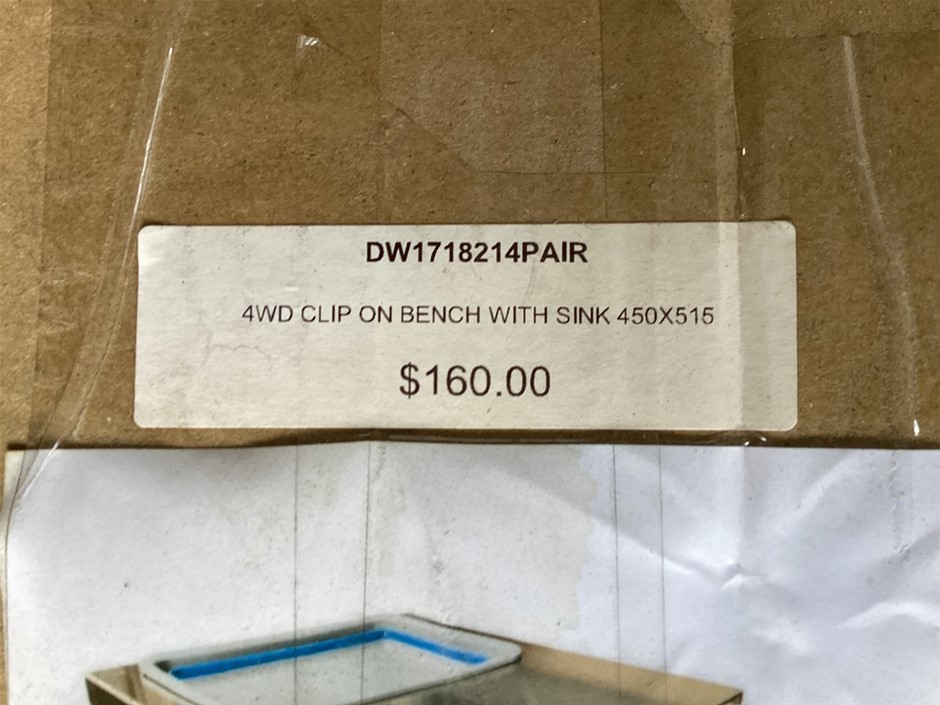 DW1718214PAIR
4WD CLIP ON BENCH WITH SINK 450X515
$160.00